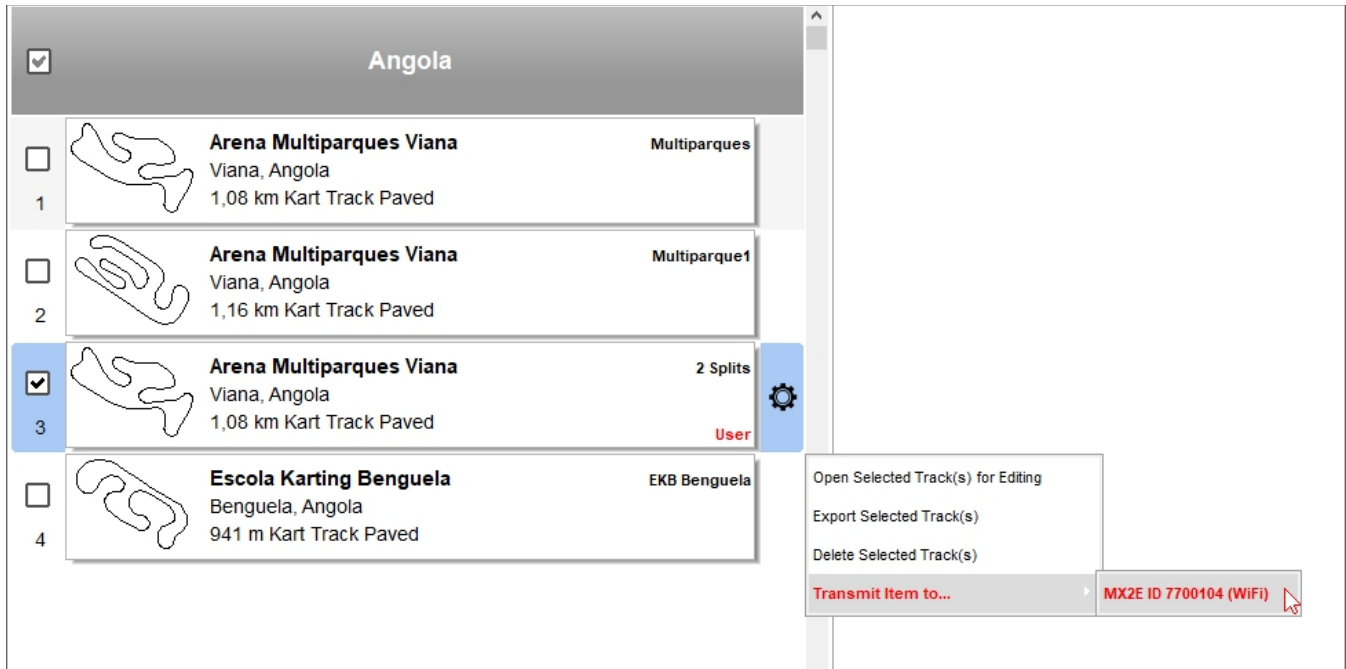 Angola
Arena Multiparques Viana
Multiparques
Viana, Angola
1,08 km Kart Track Paved
1
Arena Multiparques Viana
Multiparque1
Viana, Angola
1,16 km Kart Track Paved
2
Arena Multiparques Viana
2 Splits
Viana, Angola
1,08 km Kart Track Paved
User
3
Escola Karting Benguela
EKB Benguela
Benguela, Angola
941 m Kart Track Paved
4
Open Selected Track(s) for Editing
Export Selected Track(s)
Delete Selected Track(s)
Transmit Item to...
MX2E ID 7700104 (WiFi)